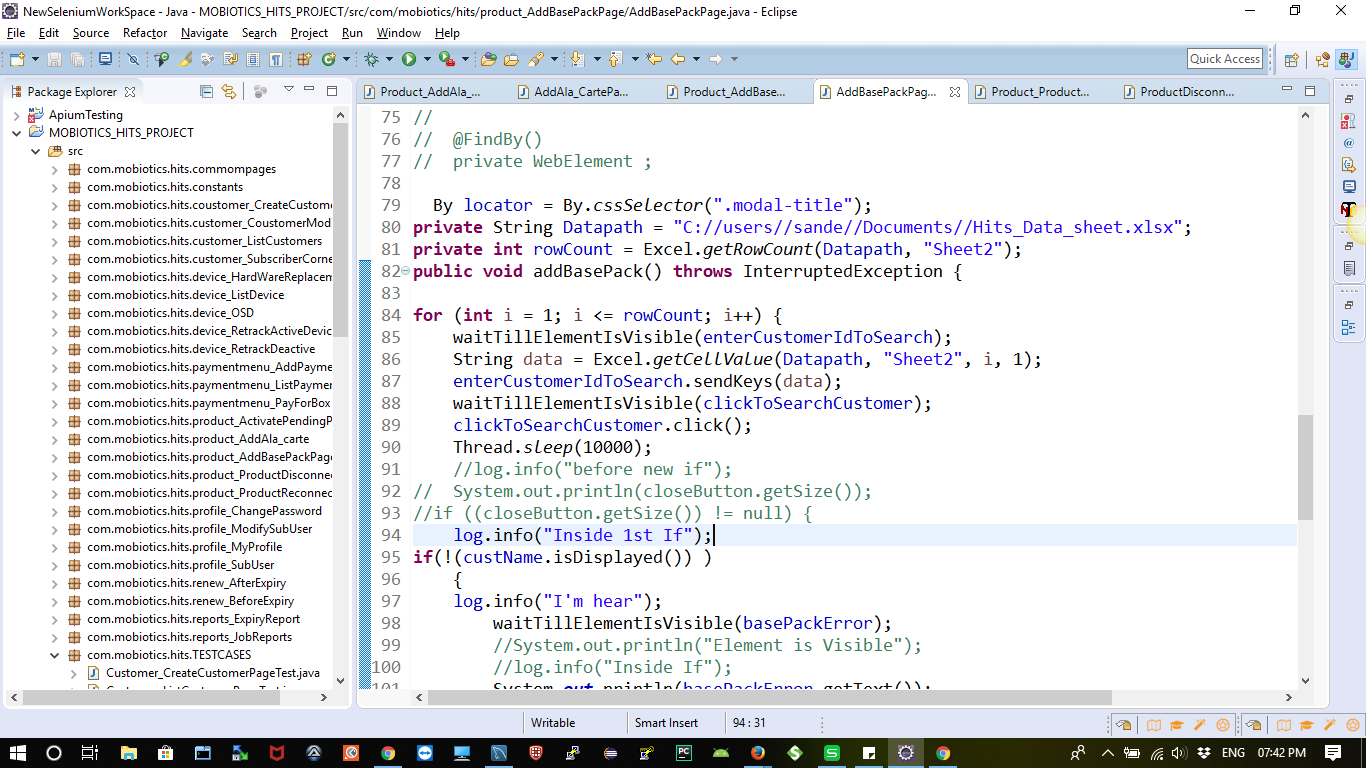 NewSeleniumWorkSpace - Java - MOBIOTICS_HITS_PROJECT/src/com/mobiotics/hits/product_AddBasePackPage/AddBasePackPage.java - Eclipse
File Edit Source Refactor Navigate Search Project Run Window Help
Quick Access
Package Explorer
Product_AddAla_... AddAla_CartePa... Product_AddBase... AddBasePackPag... Product_Product... ProductDisconn...
ApiumTesting
MOBIOTICS_HITS_PROJECT
src
com.mobiotics.hits.commompages
com.mobiotics.hits.constants
com.mobiotics.hits.coustomer_CreateCustome
com.mobiotics.hits.customer_CoustomerMod
com.mobiotics.hits.customer_ListCustomers
com.mobiotics.hits.customer_SubscriberCorne
com.mobiotics.hits.device_HardWareReplacem
com.mobiotics.hits.device_ListDevice
com.mobiotics.hits.device_OSD
com.mobiotics.hits.device_RetrackActiveDevic
com.mobiotics.hits.device_RetrackDeactive
com.mobiotics.hits.paymentmenu_AddPayme
com.mobiotics.hits.paymentmenu_ListPaymer
com.mobiotics.hits.paymentmenu_PayForBox
com.mobiotics.hits.product_ActivatePendingP
com.mobiotics.hits.product_AddAla_carte
com.mobiotics.hits.product_AddBasePackPage
com.mobiotics.hits.product_ProductDisconnec
com.mobiotics.hits.product_ProductReconnec
com.mobiotics.hits.profile_ChangePassword
com.mobiotics.hits.profile_ModifySubUser
com.mobiotics.hits.profile_MyProfile
com.mobiotics.hits.profile_SubUser
com.mobiotics.hits.renew_AfterExpiry
com.mobiotics.hits.renew_BeforeExpiry
com.mobiotics.hits.reports_ExpiryReport
com.mobiotics.hits.reports_JobReports
com.mobiotics.hits.TESTCASES
Customer_CreateCustomerPageTest.java
75 //
76 //  @FindBy()
77 //  private WebElement ;
78
79   By locator = By.cssSelector(".modal-title");
80 private String Datapath = "C://users//sande//Documents//Hits_Data_sheet.xlsx";
81 private int rowCount = Excel.getRowCount(Datapath, "Sheet2");
82 public void addBasePack() throws InterruptedException {
83
84 for (int i = 1; i <= rowCount; i++) {
85     waitTillElementIsVisible(enterCustomerIdToSearch);
86     String data = Excel.getCellValue(Datapath, "Sheet2", i, 1);
87     enterCustomerIdToSearch.sendKeys(data);
88     waitTillElementIsVisible(clickToSearchCustomer);
89     clickToSearchCustomer.click();
90     Thread.sleep(10000);
91     //log.info("before new if");
92 //  System.out.println(closeButton.getSize());
93 //if ((closeButton.getSize()) != null) {
94     log.info("Inside 1st If");
95 if(!(custName.isDisplayed()) )
96     {
97     log.info("I'm hear");
98         waitTillElementIsVisible(basePackError);
99         //System.out.println("Element is Visible");
100         //log.info("Inside If");
101         System.out.println(basePackError.getText());
Writable Smart Insert 94 : 31
ENG 07:42 PM